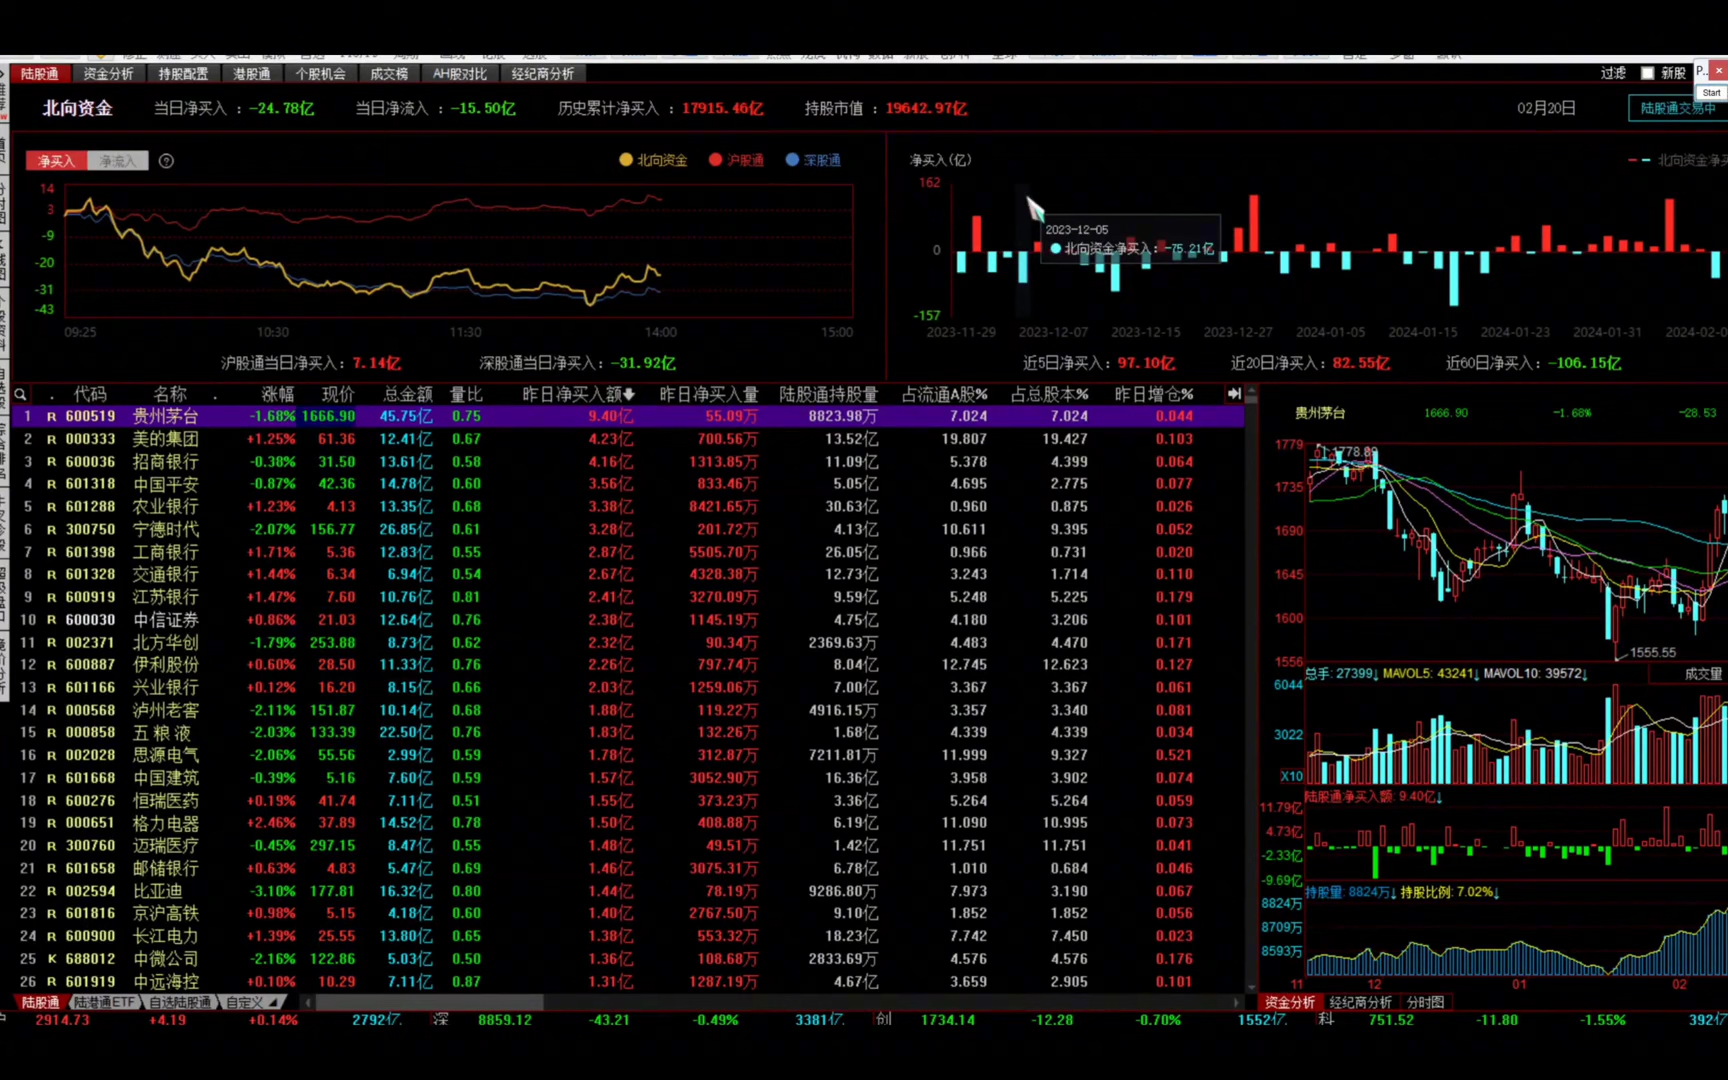 陆股通 资金分析 持股配置 港股通 个股机会 成交榜 AH股对比 经纪商分析 过滤 新股 P...
Start
北向资金 当日净买入：-24.78亿 当日净流入：-15.50亿 历史累计净买入：17915.46亿 持股市值：19642.97亿 02月20日 陆股通交易中
净买入 净流入 ? 北向资金 沪股通 深股通 净买入(亿) 北向资金净买
14
3
-9
-20
-31
-43
09:25 10:30 11:30 14:00 15:00
162
0
-157
2023-12-05
北向资金净买入：-75.21亿
2023-11-29 2023-12-07 2023-12-15 2023-12-27 2024-01-05 2024-01-15 2024-01-23 2024-01-31 2024-02-0
沪股通当日净买入：7.14亿 深股通当日净买入：-31.92亿 近5日净买入：97.10亿 近20日净买入：82.55亿 近60日净买入：-106.15亿
代码 名称 涨幅 现价 总金额 量比 昨日净买入额 昨日净买入量 陆股通持股量 占流通A股% 占总股本% 昨日增仓%
1 R 600519 贵州茅台 -1.68% 1666.90 45.75亿 0.75 9.40亿 55.09万 8823.98万 7.024 7.024 0.044
2 R 000333 美的集团 +1.25% 61.36 12.41亿 0.67 4.23亿 700.56万 13.52亿 19.807 19.427 0.103
3 R 600036 招商银行 -0.38% 31.50 13.61亿 0.58 4.16亿 1313.85万 11.09亿 5.378 4.399 0.064
4 R 601318 中国平安 -0.87% 42.36 14.78亿 0.60 3.56亿 833.46万 5.05亿 4.695 2.775 0.077
5 R 601288 农业银行 +1.23% 4.13 13.35亿 0.68 3.38亿 8421.65万 30.63亿 0.960 0.875 0.026
6 R 300750 宁德时代 -2.07% 156.77 26.85亿 0.61 3.28亿 201.72万 4.13亿 10.611 9.395 0.052
7 R 601398 工商银行 +1.71% 5.36 12.83亿 0.55 2.87亿 5505.70万 26.05亿 0.966 0.731 0.020
8 R 601328 交通银行 +1.44% 6.34 6.94亿 0.54 2.67亿 4328.38万 12.73亿 3.243 1.714 0.110
9 R 600919 江苏银行 +1.47% 7.60 10.76亿 0.81 2.41亿 3270.09万 9.59亿 5.248 5.225 0.179
10 R 600030 中信证券 +0.86% 21.03 12.64亿 0.76 2.38亿 1145.19万 4.75亿 4.180 3.206 0.101
11 R 002371 北方华创 -1.79% 253.88 8.73亿 0.62 2.32亿 90.34万 2369.63万 4.483 4.470 0.171
12 R 600887 伊利股份 +0.60% 28.50 11.33亿 0.76 2.26亿 797.74万 8.04亿 12.745 12.623 0.127
13 R 601166 兴业银行 +0.12% 16.20 8.15亿 0.66 2.03亿 1259.06万 7.00亿 3.367 3.367 0.061
14 R 000568 泸州老窖 -2.11% 151.87 10.14亿 0.68 1.88亿 119.22万 4916.15万 3.357 3.340 0.081
15 R 000858 五 粮 液 -2.03% 133.39 22.50亿 0.76 1.83亿 132.26万 1.68亿 4.339 4.339 0.034
16 R 002028 思源电气 -2.06% 55.56 2.99亿 0.59 1.78亿 312.87万 7211.81万 11.999 9.327 0.521
17 R 601668 中国建筑 -0.39% 5.16 7.60亿 0.59 1.57亿 3052.90万 16.36亿 3.958 3.902 0.074
18 R 600276 恒瑞医药 +0.19% 41.74 7.11亿 0.51 1.55亿 373.23万 3.36亿 5.264 5.264 0.059
19 R 000651 格力电器 +2.46% 37.89 14.52亿 0.78 1.50亿 408.88万 6.19亿 11.090 10.995 0.073
20 R 300760 迈瑞医疗 -0.45% 297.15 8.47亿 0.55 1.48亿 49.51万 1.42亿 11.751 11.751 0.041
21 R 601658 邮储银行 +0.63% 4.83 5.47亿 0.69 1.46亿 3075.31万 6.78亿 1.010 0.684 0.046
22 R 002594 比亚迪 -3.10% 177.81 16.32亿 0.80 1.44亿 78.19万 9286.80万 7.973 3.190 0.067
23 R 601816 京沪高铁 +0.98% 5.15 4.18亿 0.60 1.40亿 2767.50万 9.10亿 1.852 1.852 0.056
24 R 600900 长江电力 +1.39% 25.55 13.80亿 0.65 1.38亿 553.32万 18.23亿 7.742 7.450 0.023
25 K 688012 中微公司 -2.16% 122.86 5.03亿 0.50 1.36亿 108.68万 2833.69万 4.576 4.576 0.176
26 R 601919 中远海控 +0.10% 10.29 7.11亿 0.87 1.31亿 1287.19万 4.67亿 3.659 2.905 0.101
贵州茅台 1666.90 -1.68% -28.53
1779
1735
1690
1645
1600
1556
1778.89
1555.55
总手: 27399↓ MAVOL5: 43241↓ MAVOL10: 39572↓ 成交量
6044
3022
X10
陆股通净买入额: 9.40亿↓
11.79亿
4.73亿
-2.33亿
-9.69亿
持股量: 8824万↓ 持股比例: 7.02%↓
8824万
8709万
8593万
11 12 01 02
陆股通 陆港通ETF 自选陆股通 自定义 资金分析 经纪商分析 分时图
2914.73 +4.19 +0.14% 2792亿 深 8859.12 -43.21 -0.49% 3381亿 创 1734.14 -12.28 -0.70% 1552亿 科 751.52 -11.80 -1.55% 392亿